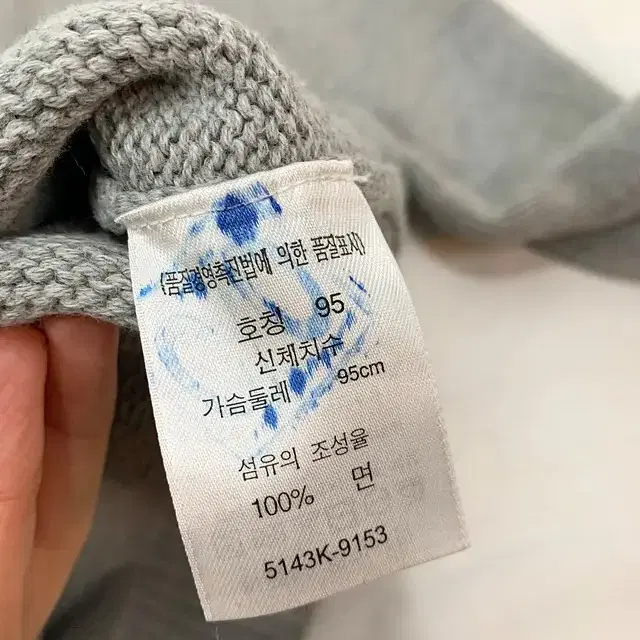 (품질경영촉진법에 의한 품질표시)
호칭 95
신체치수
가슴둘레 95cm
섬유의 조성율
100% 면
5143K-9153